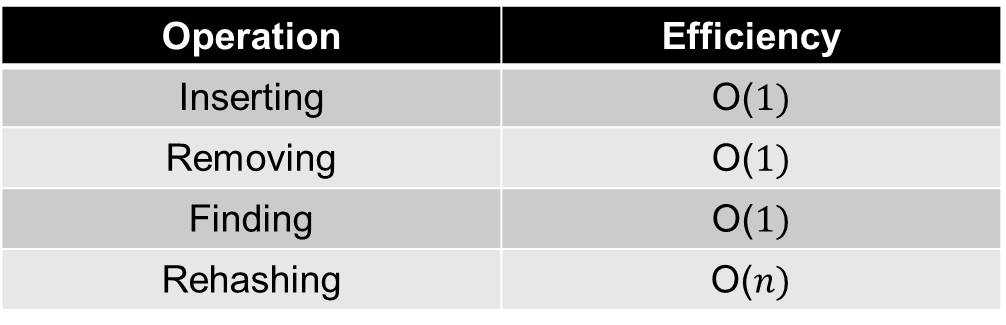 Operation Efficiency
Inserting O(1)
Removing O(1)
Finding O(1)
Rehashing O(n)